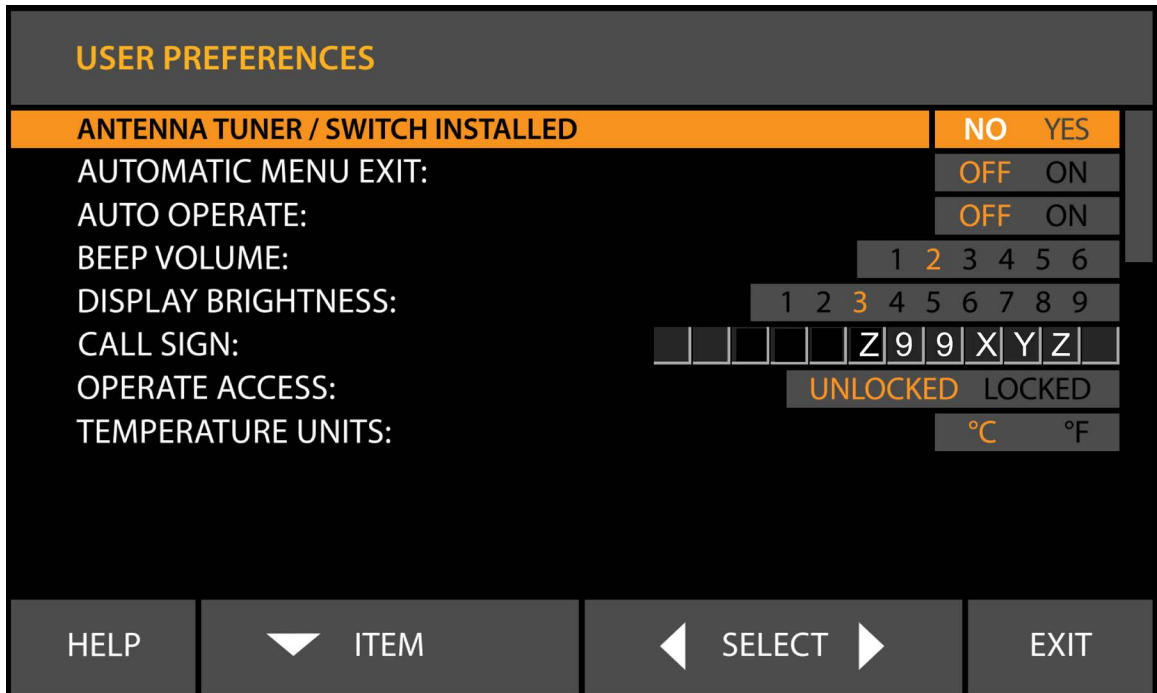 USER PREFERENCES
ANTENNA TUNER / SWITCH INSTALLED NO YES
AUTOMATIC MENU EXIT: OFF ON
AUTO OPERATE: OFF ON
BEEP VOLUME: 1 2 3 4 5 6
DISPLAY BRIGHTNESS: 1 2 3 4 5 6 7 8 9
CALL SIGN: Z99XYZ
OPERATE ACCESS: UNLOCKED LOCKED
TEMPERATURE UNITS: °C °F
HELP ITEM SELECT EXIT